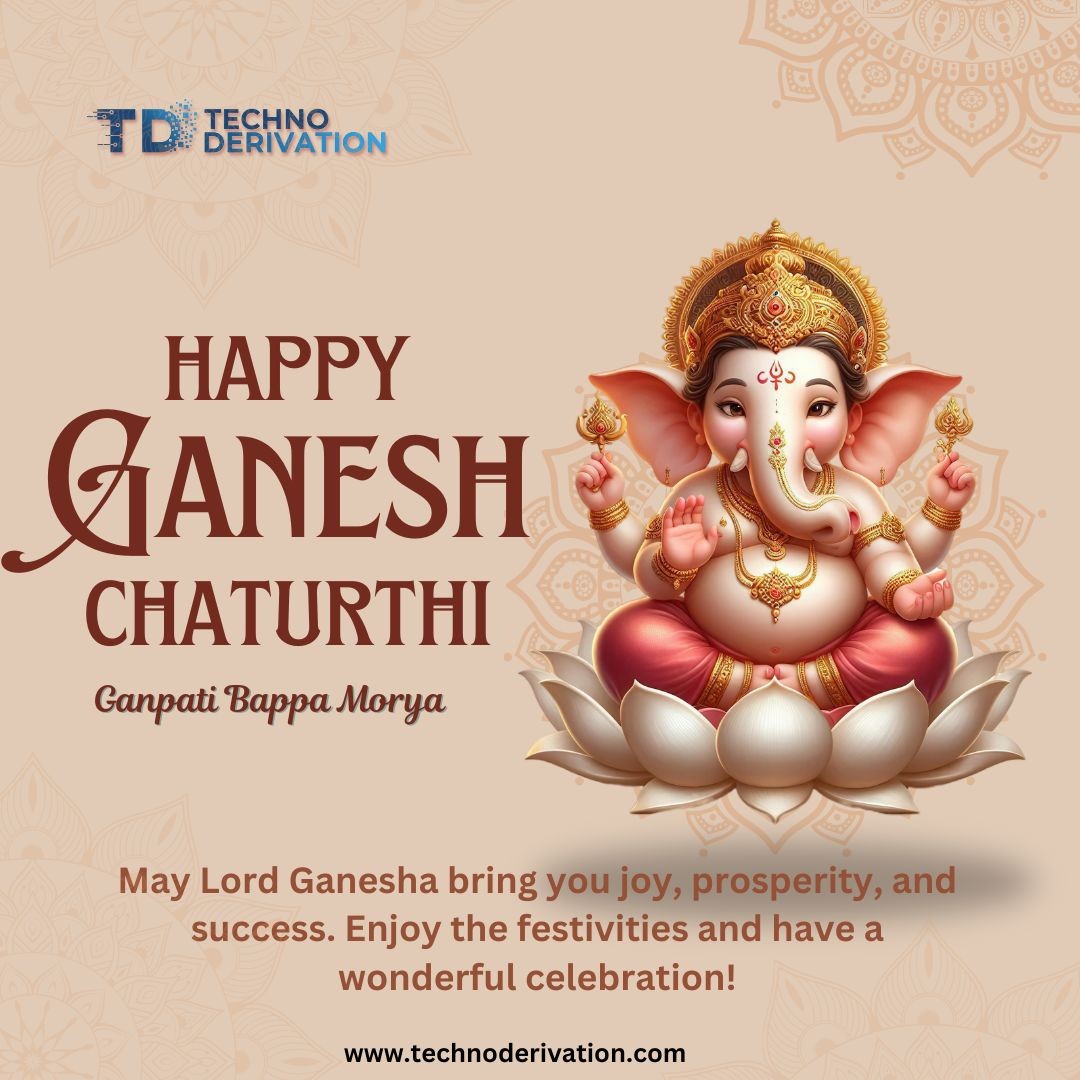 TD TECHNO
DERIVATION
HAPPY
GANESH
CHATURTHI
Ganpati Bappa Morya
May Lord Ganesha bring you joy, prosperity, and
success. Enjoy the festivities and have a
wonderful celebration!
www.technoderivation.com